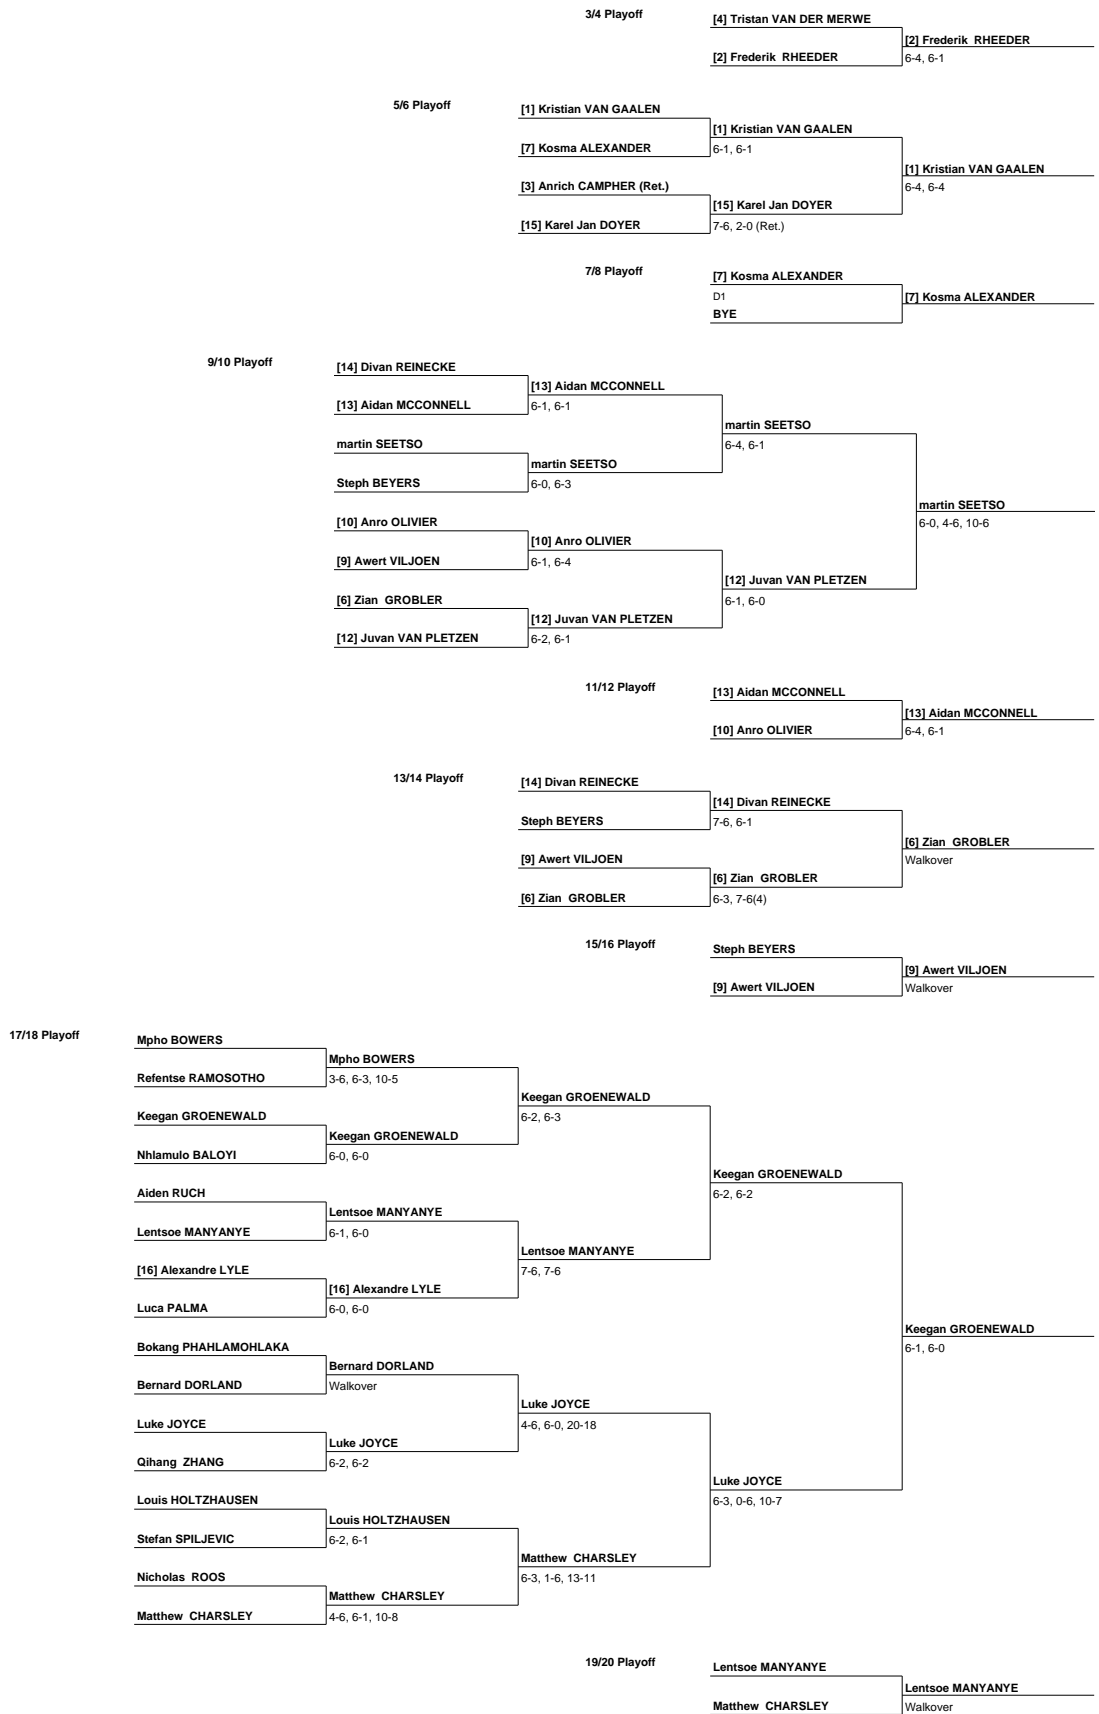 3/4 Playoff
[4] Tristan VAN DER MERWE
[2] Frederik  RHEEDER
[2] Frederik  RHEEDER
6-4, 6-1
5/6 Playoff
[1] Kristian VAN GAALEN
[1] Kristian VAN GAALEN
[7] Kosma ALEXANDER
6-1, 6-1
[1] Kristian VAN GAALEN
[3] Anrich CAMPHER (Ret.)
6-4, 6-4
[15] Karel Jan DOYER
[15] Karel Jan DOYER
7-6, 2-0 (Ret.)
7/8 Playoff
[7] Kosma ALEXANDER
D1
[7] Kosma ALEXANDER
BYE
9/10 Playoff
[14] Divan REINECKE
[13] Aidan MCCONNELL
[13] Aidan MCCONNELL
6-1, 6-1
martin SEETSO
martin SEETSO
6-4, 6-1
martin SEETSO
Steph BEYERS
6-0, 6-3
martin SEETSO
[10] Anro OLIVIER
6-0, 4-6, 10-6
[10] Anro OLIVIER
[9] Awert VILJOEN
6-1, 6-4
[12] Juvan VAN PLETZEN
[6] Zian  GROBLER
6-1, 6-0
[12] Juvan VAN PLETZEN
[12] Juvan VAN PLETZEN
6-2, 6-1
11/12 Playoff
[13] Aidan MCCONNELL
[13] Aidan MCCONNELL
[10] Anro OLIVIER
6-4, 6-1
13/14 Playoff
[14] Divan REINECKE
[14] Divan REINECKE
Steph BEYERS
7-6, 6-1
[6] Zian  GROBLER
[9] Awert VILJOEN
Walkover
[6] Zian  GROBLER
[6] Zian  GROBLER
6-3, 7-6(4)
15/16 Playoff
Steph BEYERS
[9] Awert VILJOEN
[9] Awert VILJOEN
Walkover
17/18 Playoff
Mpho BOWERS
Mpho BOWERS
Refentse RAMOSOTHO
3-6, 6-3, 10-5
Keegan GROENEWALD
Keegan GROENEWALD
6-2, 6-3
Keegan GROENEWALD
Nhlamulo BALOYI
6-0, 6-0
Keegan GROENEWALD
Aiden RUCH
6-2, 6-2
Lentsoe MANYANYE
Lentsoe MANYANYE
6-1, 6-0
Lentsoe MANYANYE
[16] Alexandre LYLE
7-6, 7-6
[16] Alexandre LYLE
Luca PALMA
6-0, 6-0
Keegan GROENEWALD
Bokang PHAHLAMOHLAKA
6-1, 6-0
Bernard DORLAND
Bernard DORLAND
Walkover
Luke JOYCE
Luke JOYCE
4-6, 6-0, 20-18
Luke JOYCE
Qihang  ZHANG
6-2, 6-2
Luke JOYCE
Louis HOLTZHAUSEN
6-3, 0-6, 10-7
Louis HOLTZHAUSEN
Stefan SPILJEVIC
6-2, 6-1
Matthew  CHARSLEY
Nicholas  ROOS
6-3, 1-6, 13-11
Matthew  CHARSLEY
Matthew  CHARSLEY
4-6, 6-1, 10-8
19/20 Playoff
Lentsoe MANYANYE
Lentsoe MANYANYE
Matthew  CHARSLEY
Walkover